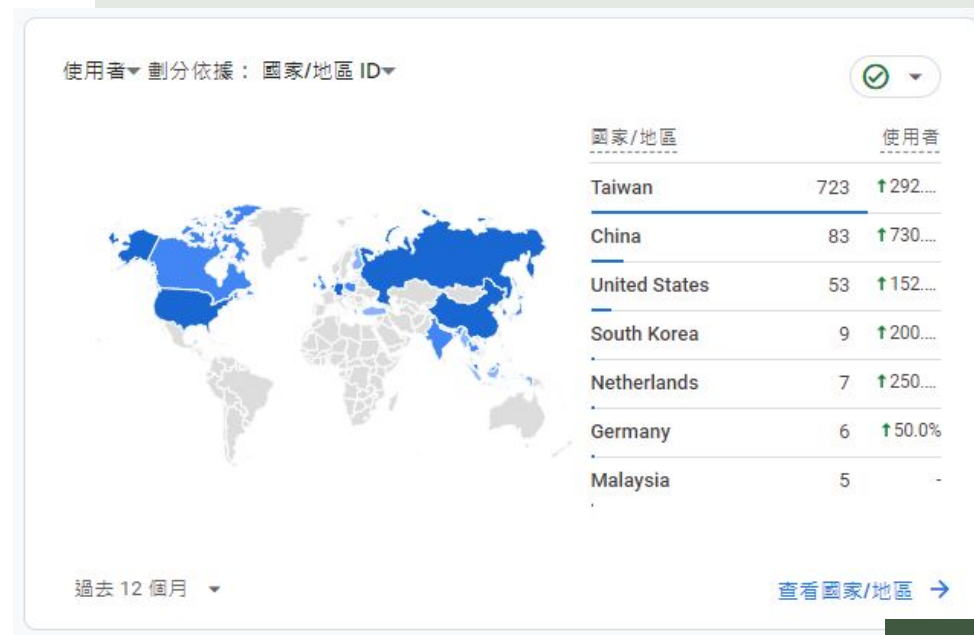 使用者 劃分依據： 國家/地區 ID
國家/地區 使用者
Taiwan 723 ↑292....
China 83 ↑730....
United States 53 ↑152....
South Korea 9 ↑200....
Netherlands 7 ↑250....
Germany 6 ↑50.0%
Malaysia 5 -
過去 12 個月
查看國家/地區 →